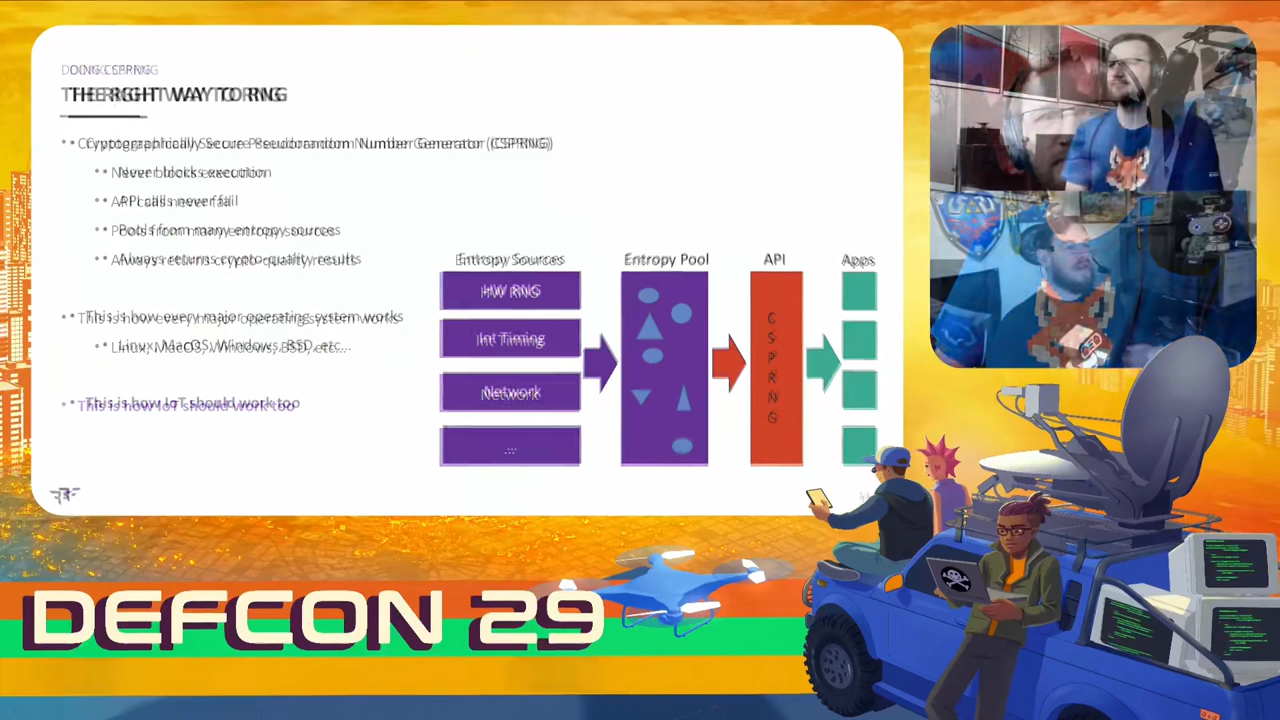 DOING CSPRNG
THE RIGHT WAY TO RNG
• Cryptographically Secure Pseudorandom Number Generator (CSPRNG)
• Never blocks execution
• API calls never fail
• Pools from many entropy sources
• Always returns crypto-quality results
• This is how every major operating system works
• Linux, MacOS, Windows, BSD, etc...
• This is how IoT should work too
Entropy Sources
Entropy Pool
API
Apps
HW RNG
Int Timing
Network
...
CSPRNG
DEFCON 29